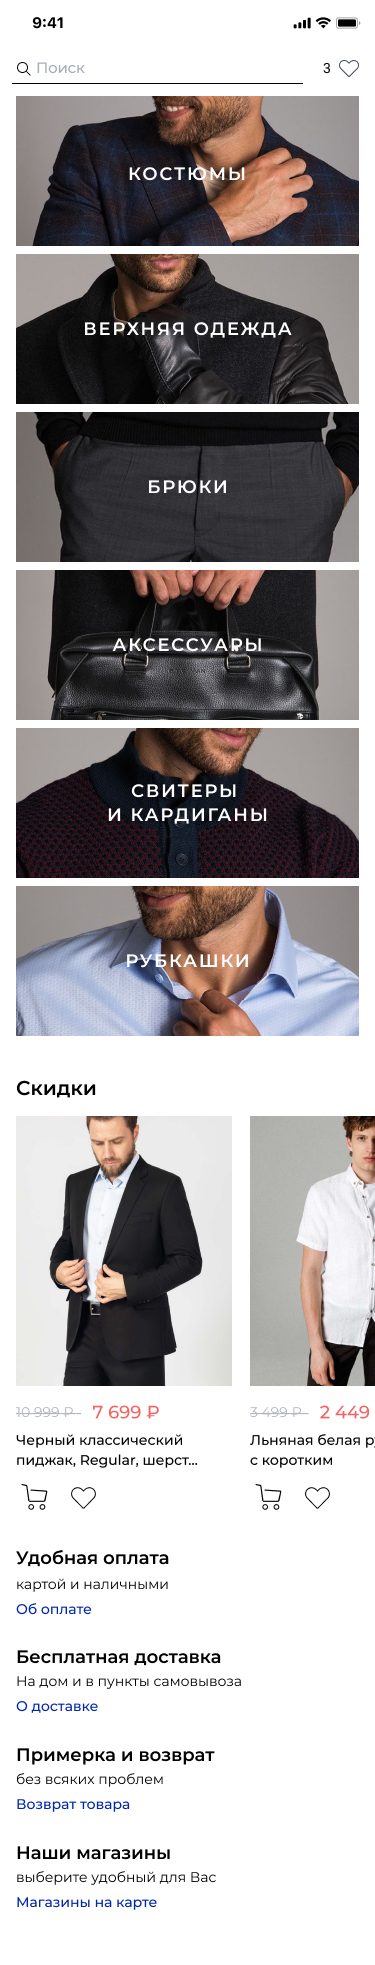 9:41
Поиск
3
КОСТЮМЫ
ВЕРХНЯЯ ОДЕЖДА
БРЮКИ
АКСЕССУАРЫ
СВИТЕРЫ
И КАРДИГАНЫ
РУБКАШКИ
Скидки
10 999 ₽ 7 699 ₽
Черный классический
пиджак, Regular, шерст...
3 499 ₽ 2 449
Льняная белая р
с коротким
Удобная оплата
картой и наличными
Об оплате
Бесплатная доставка
На дом и в пункты самовывоза
О доставке
Примерка и возврат
без всяких проблем
Возврат товара
Наши магазины
выберите удобный для Вас
Магазины на карте